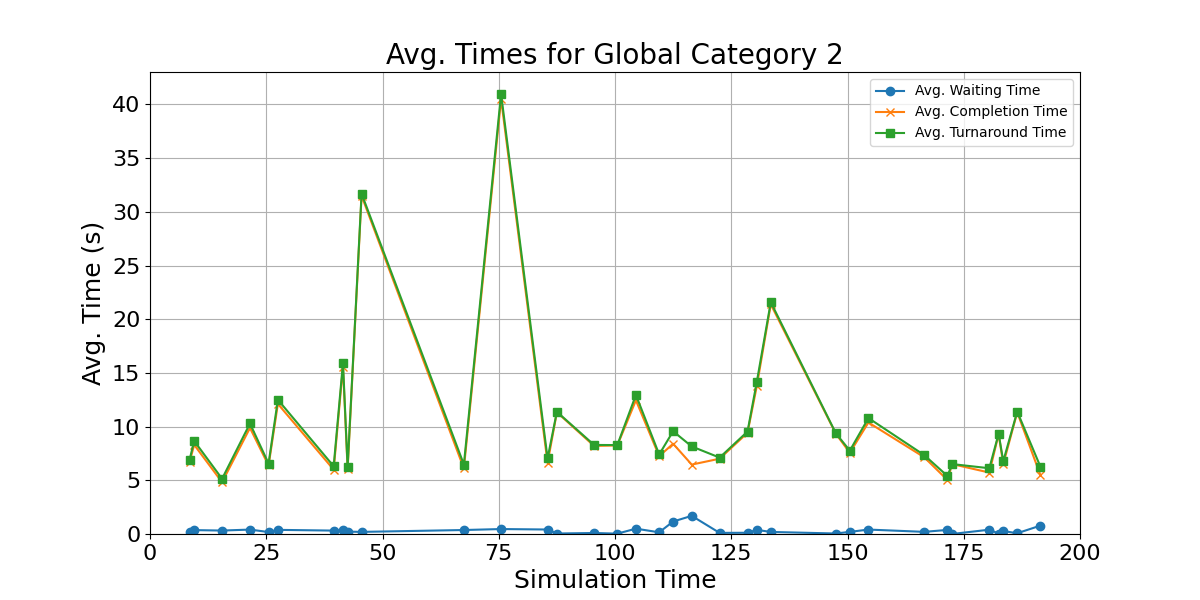 Avg. Times for Global Category 2
Avg. Waiting Time
Avg. Completion Time
Avg. Turnaround Time
Avg. Time (s)
40
35
30
25
20
15
10
5
0
0 25 50 75 100 125 150 175 200
Simulation Time